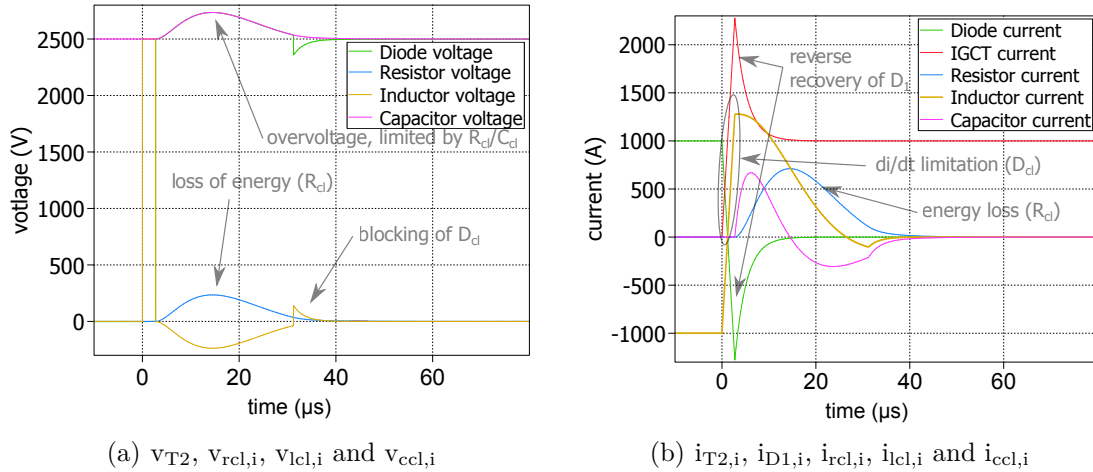 2500
2000
1500
1000
500
0
votlage (V)
Diode voltage
Resistor voltage
Inductor voltage
Capacitor voltage
overvoltage, limited by Rcl/Ccl
loss of energy (Rcl)
blocking of Dcl
0
20
40
60
time (µs)
(a) vT2, vrcl,i, vlcl,i and vccl,i
2000
1500
1000
500
0
-500
-1000
current (A)
Diode current
IGCT current
Resistor current
Inductor current
Capacitor current
reverse
recovery of D1
di/dt limitation (Dcl)
energy loss (Rcl)
0
20
40
60
time (µs)
(b) iT2,i, iD1,i, ircl,i, ilcl,i and iccl,i